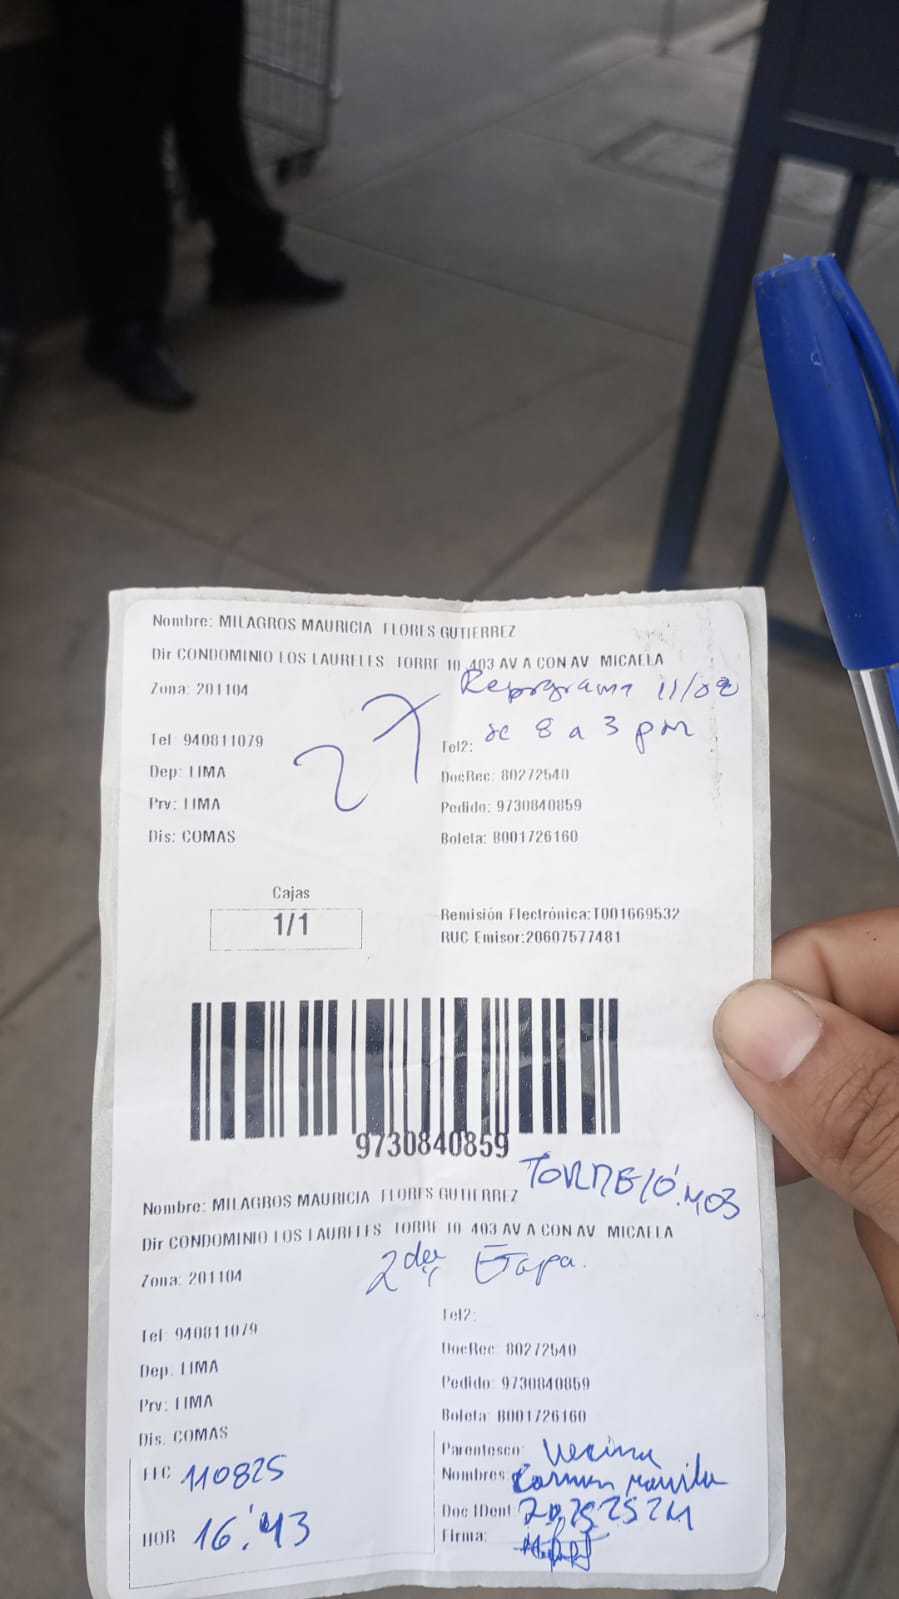 Nombre: MILAGROS MAURICIA FLORES GUTIERREZ
Dir CONDOMINIO LOS LAURELES TORRE 10 403 AV A CON AV MICAELA
Zona: 201104
Reprograma 11/08
27
Tel: 940811079
Tel2: de 8 a 3 pm
Dep: LIMA
DocRec: 80272540
Prv: LIMA
Pedido: 9730840859
Dis: COMAS
Boleta: B001726160
Cajas
1/1
Remisión Electrónica:T001669532
RUC Emisor:20607577481
9730840859
403
Nombre: MILAGROS MAURICIA FLORES GUTIERREZ
Dir CONDOMINIO LOS LAURELES TORRE 10 403 AV A CON AV MICAELA
2da Etapa.
Zona: 201104
Tel2:
Tel: 940811079
DocRec: 80272540
Dep: LIMA
Pedido: 9730840859
Prv: LIMA
Boleta: B001726160
Dis: COMAS
Parentesco: Vecina
FEC 110825
Nombres: Carmen
Doc IDent:
HOR 16:43
Firma: